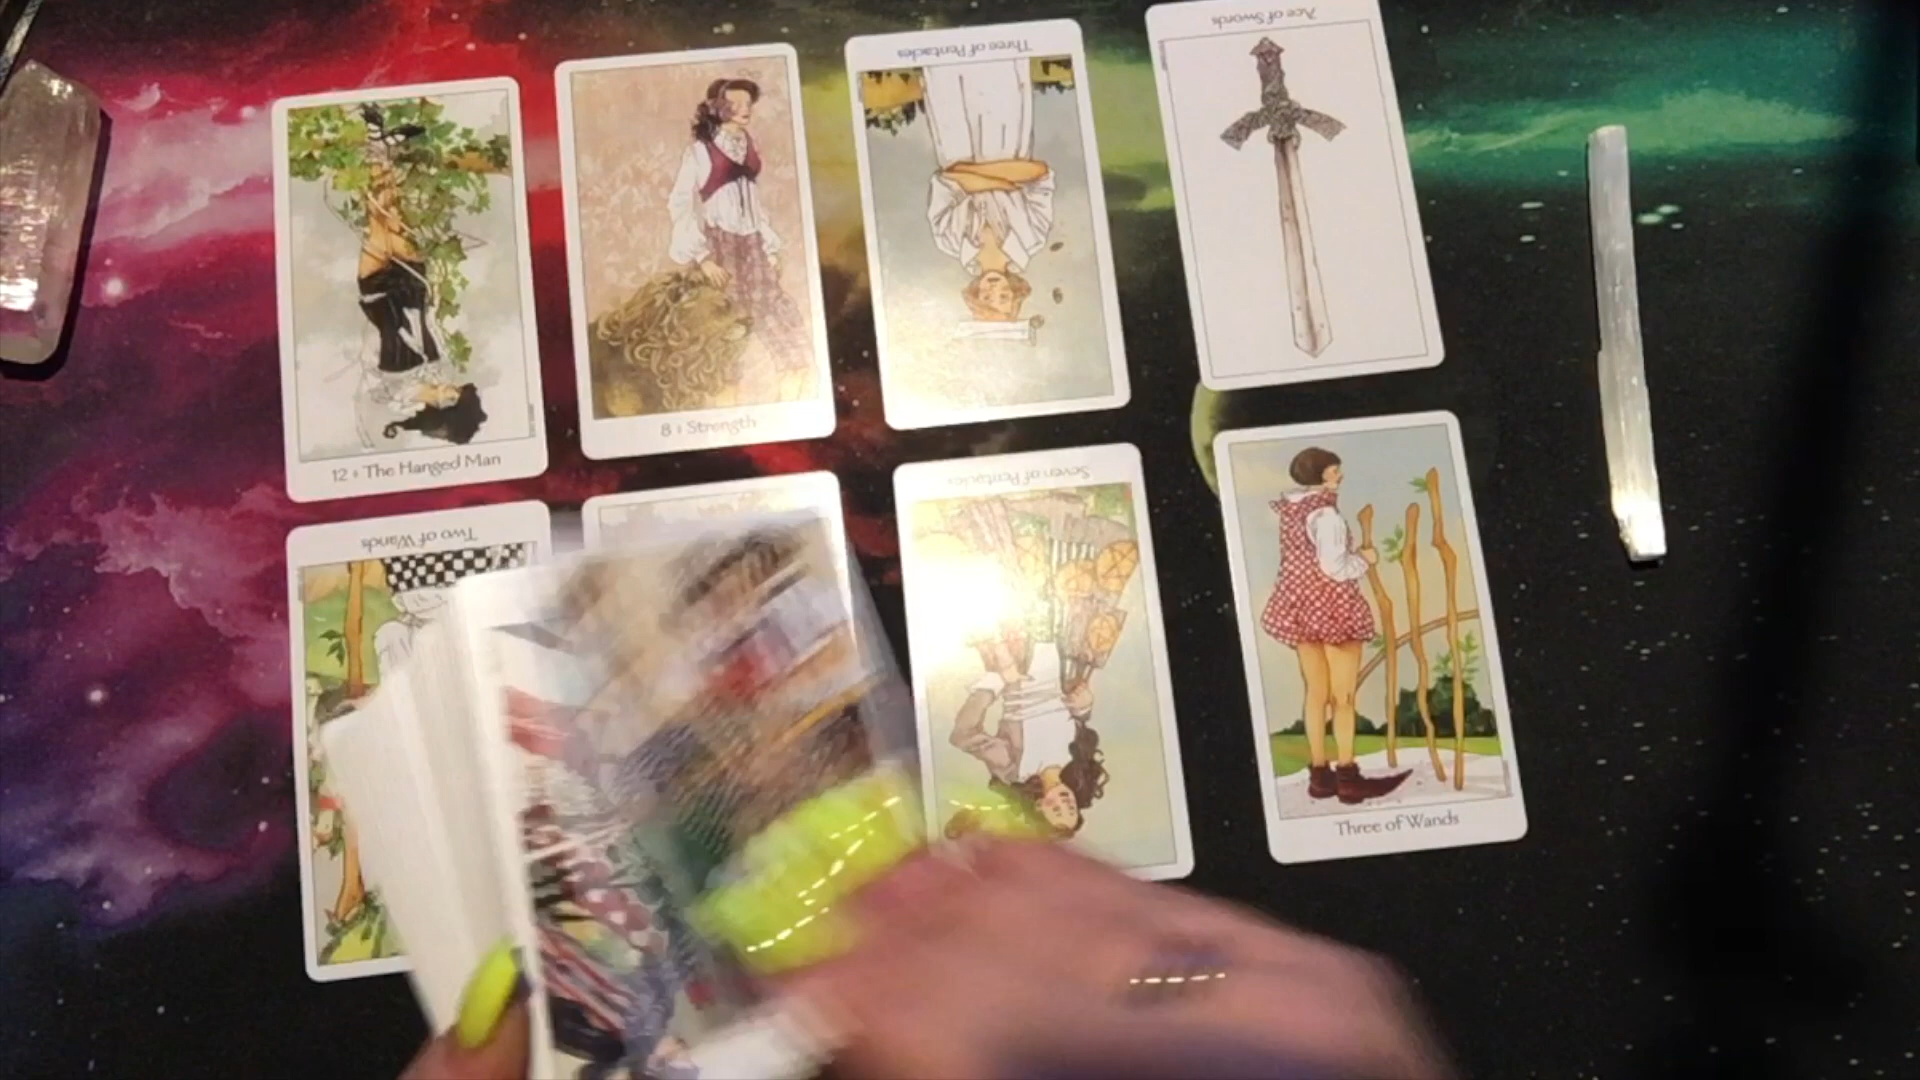 Three of Pentacles
Ace of Swords
12 ⬧ The Hanged Man
8 ⬧ Strength
Two of Wands
Seven of Pentacles
Three of Wands